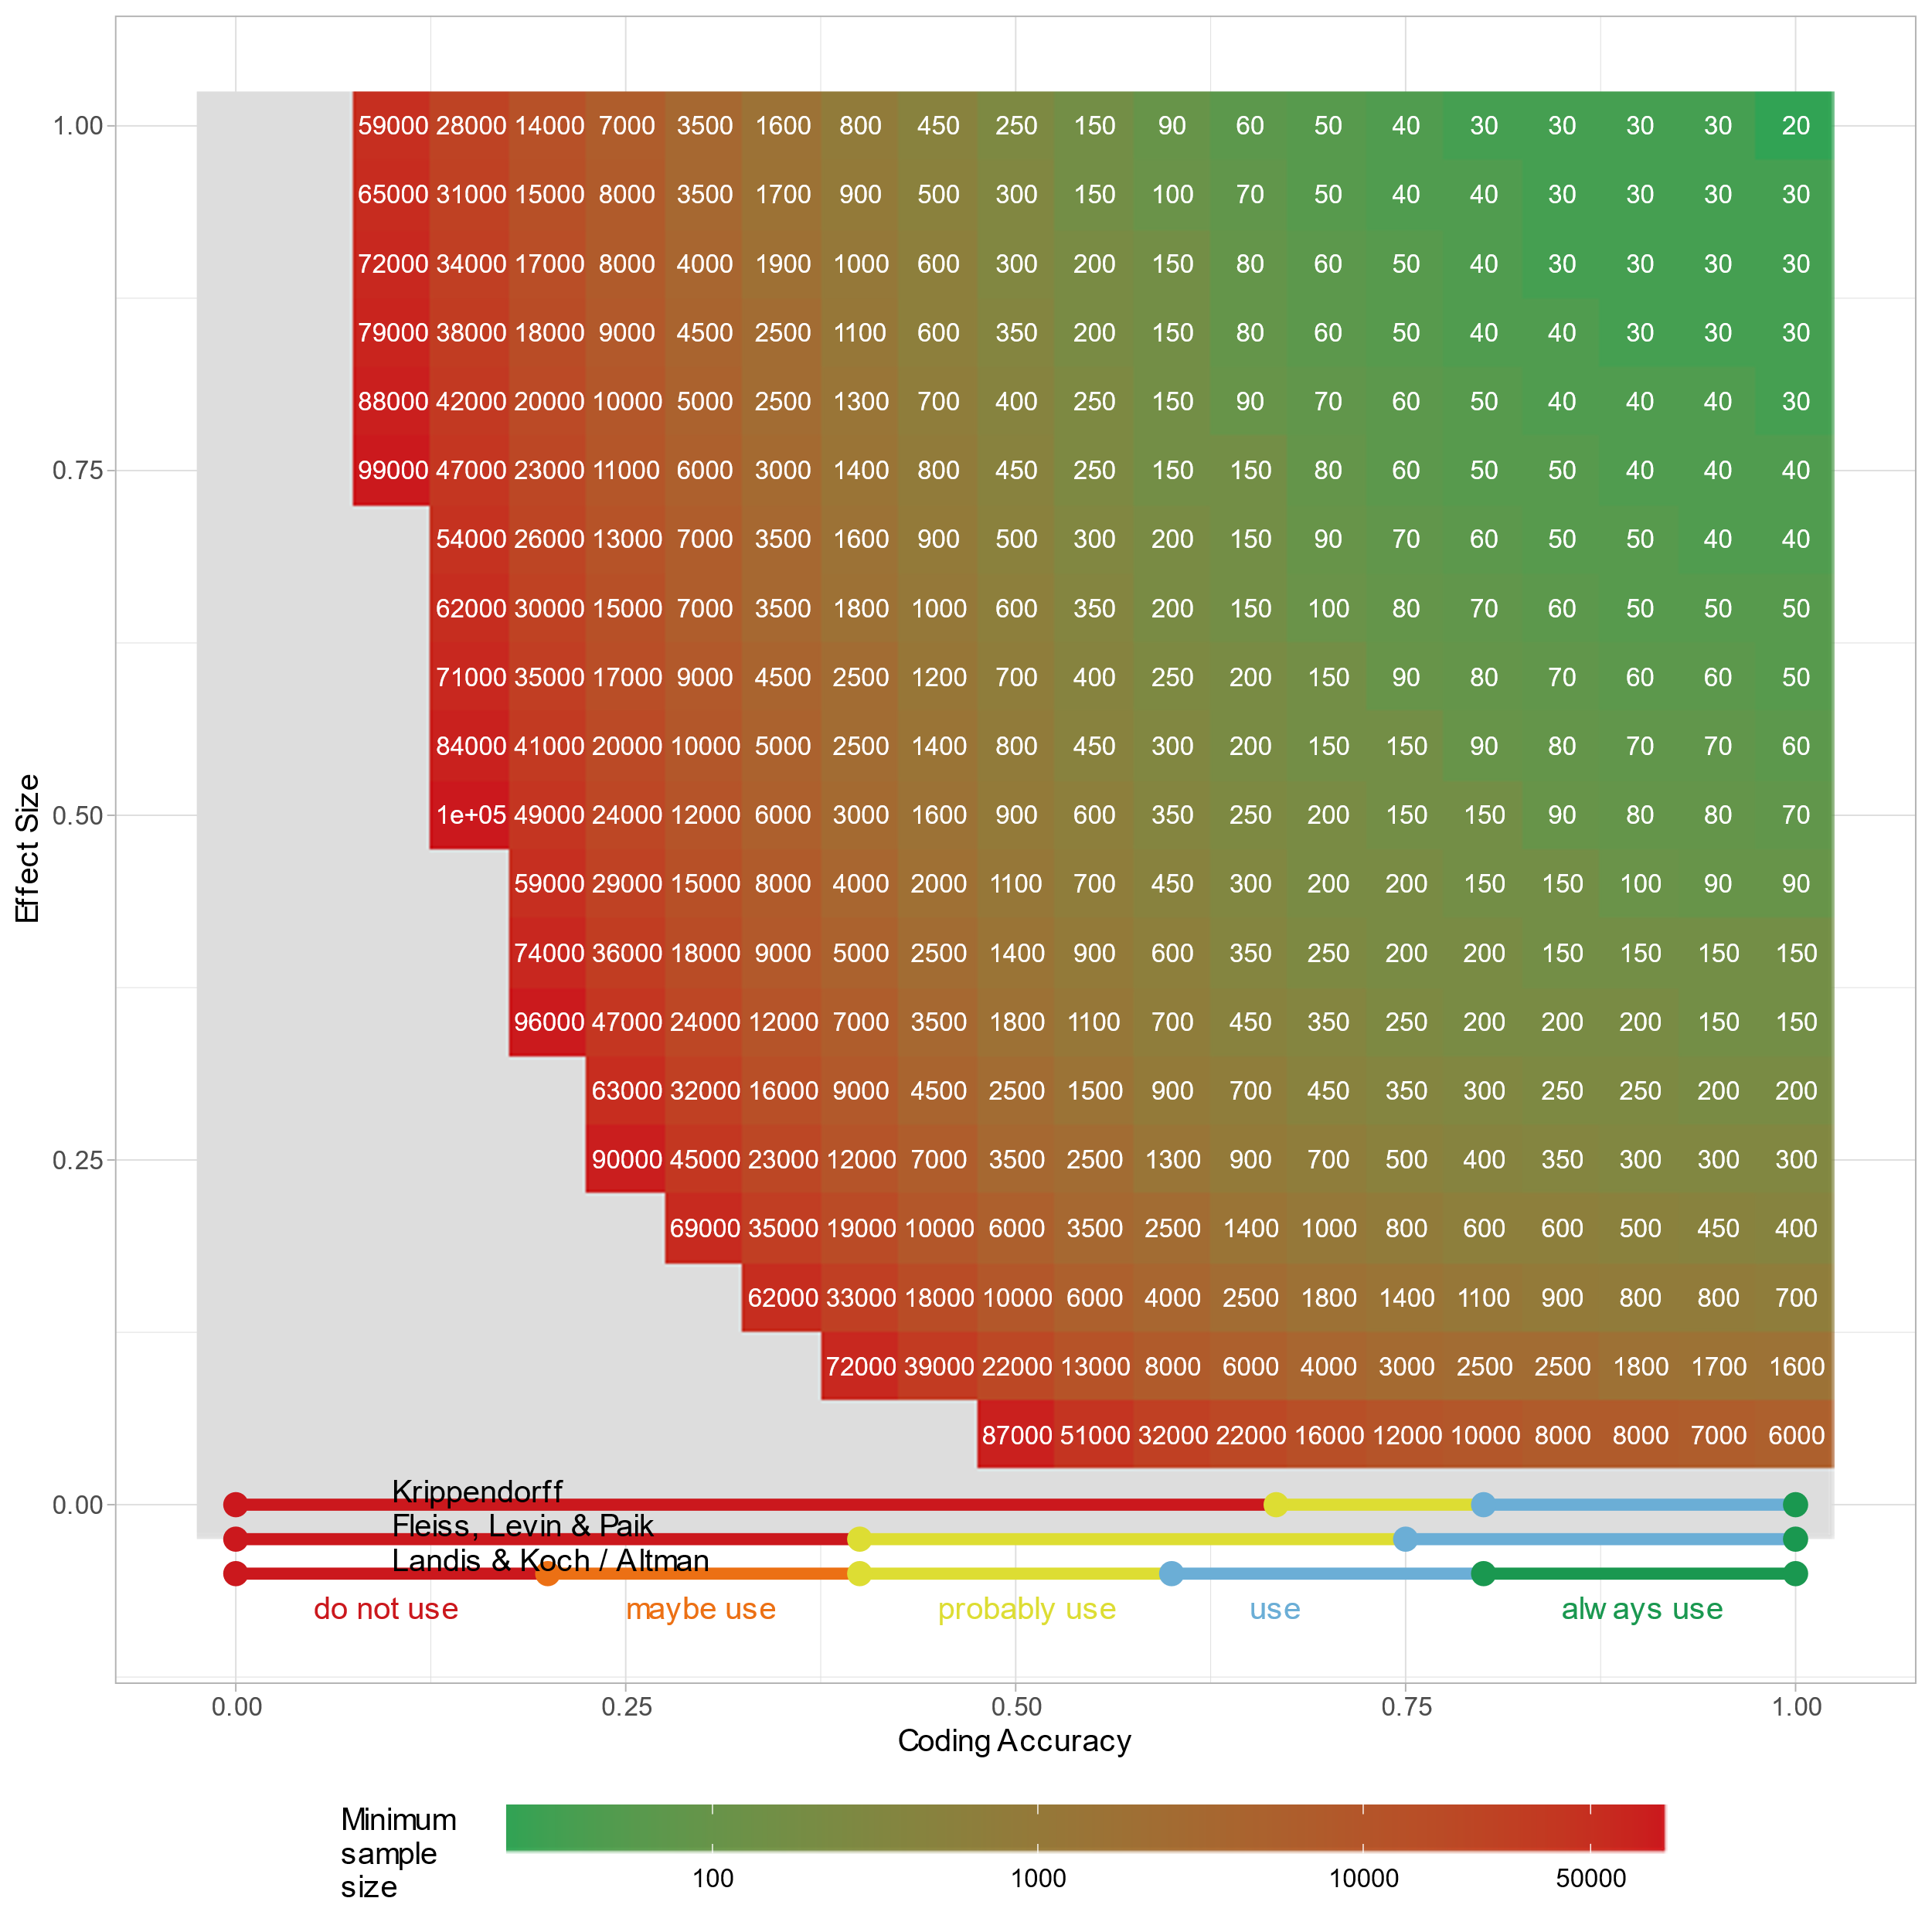 1.00 59000 28000 14000 7000 3500 1600 800 450 250 150 90 60 50 40 30 30 30 30 20
65000 31000 15000 8000 3500 1700 900 500 300 150 100 70 50 40 40 30 30 30 30
72000 34000 17000 8000 4000 1900 1000 600 300 200 150 80 60 50 40 30 30 30 30
79000 38000 18000 9000 4500 2500 1100 600 350 200 150 80 60 50 40 40 30 30 30
88000 42000 20000 10000 5000 2500 1300 700 400 250 150 90 70 60 50 40 40 40 30
0.75 99000 47000 23000 11000 6000 3000 1400 800 450 250 150 150 80 60 50 50 40 40 40
54000 26000 13000 7000 3500 1600 900 500 300 200 150 90 70 60 50 50 40 40
62000 30000 15000 7000 3500 1800 1000 600 350 200 150 100 80 70 60 50 50 50
71000 35000 17000 9000 4500 2500 1200 700 400 250 200 150 90 80 70 60 60 50
84000 41000 20000 10000 5000 2500 1400 800 450 300 200 150 150 90 80 70 70 60
0.50 1e+05 49000 24000 12000 6000 3000 1600 900 600 350 250 200 150 150 90 80 80 70
59000 29000 15000 8000 4000 2000 1100 700 450 300 200 200 150 150 100 90 90
74000 36000 18000 9000 5000 2500 1400 900 600 350 250 200 200 150 150 150 150
96000 47000 24000 12000 7000 3500 1800 1100 700 450 350 250 200 200 200 150 150
63000 32000 16000 9000 4500 2500 1500 900 700 450 350 300 250 250 200 200
0.25 90000 45000 23000 12000 7000 3500 2500 1300 900 700 500 400 350 300 300 300
69000 35000 19000 10000 6000 3500 2500 1400 1000 800 600 600 500 450 400
62000 33000 18000 10000 6000 4000 2500 1800 1400 1100 900 800 800 700
72000 39000 22000 13000 8000 6000 4000 3000 2500 2500 1800 1700 1600
87000 51000 32000 22000 16000 12000 10000 8000 8000 7000 6000
Effect Size
Krippendorff
0.00
Fleiss, Levin & Paik
Landis & Koch / Altman
do not use maybe use probably use use always use
0.00 0.25 0.50 0.75 1.00
Coding Accuracy
Minimum
sample
size
100 1000 10000 50000